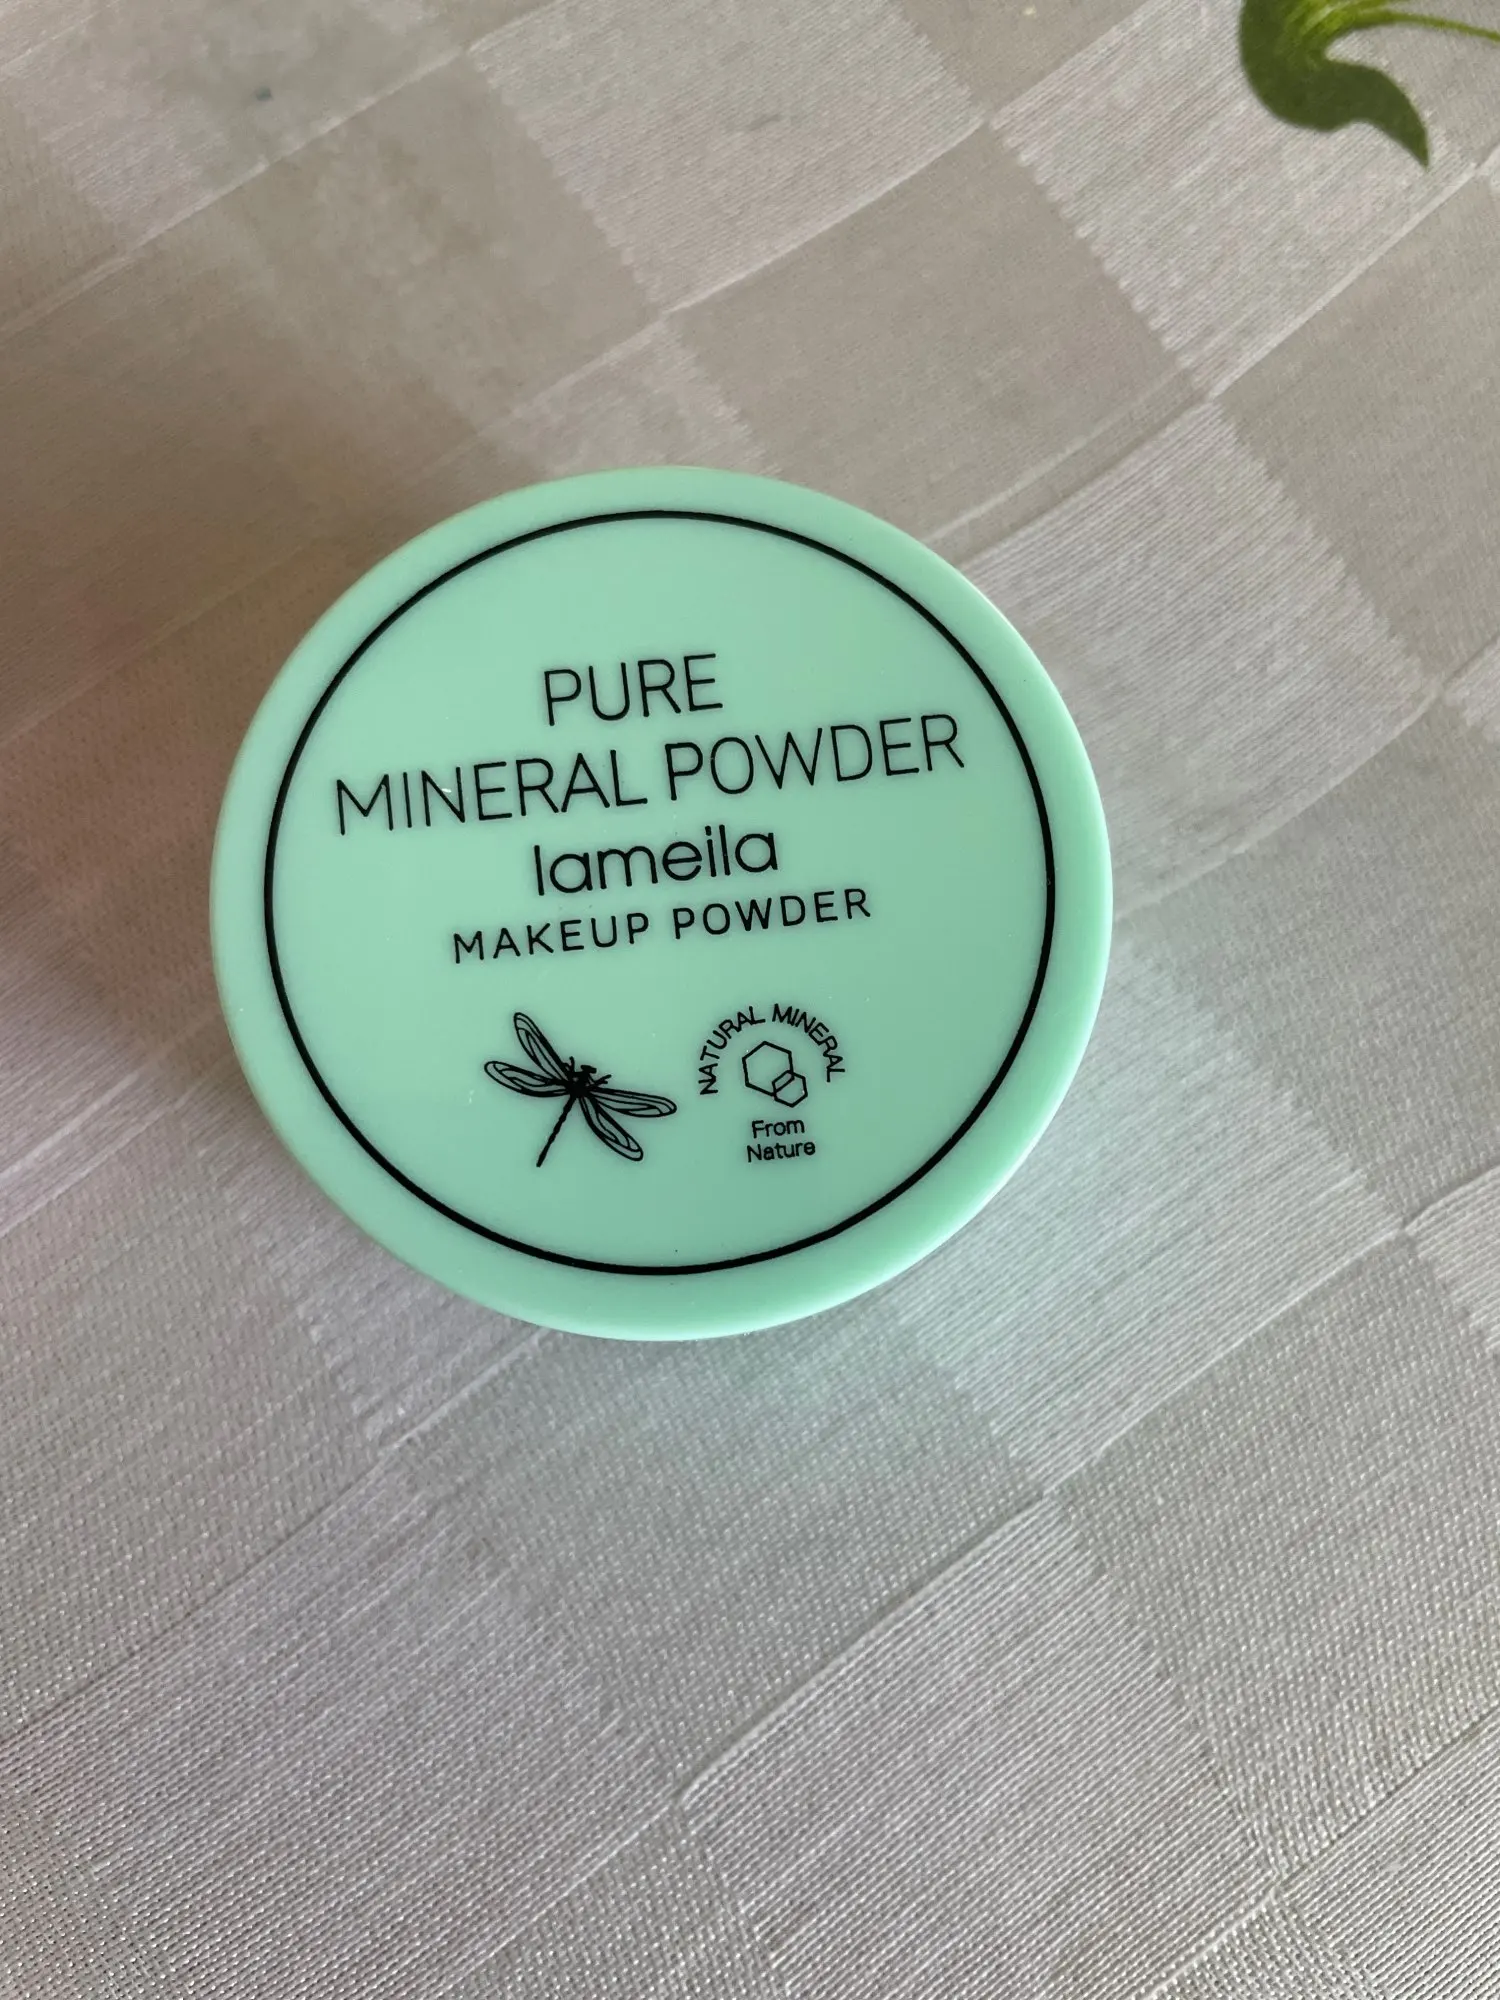 PURE
MINERAL POWDER
lameila
MAKEUP POWDER
NATURAL MINERAL
From
Nature